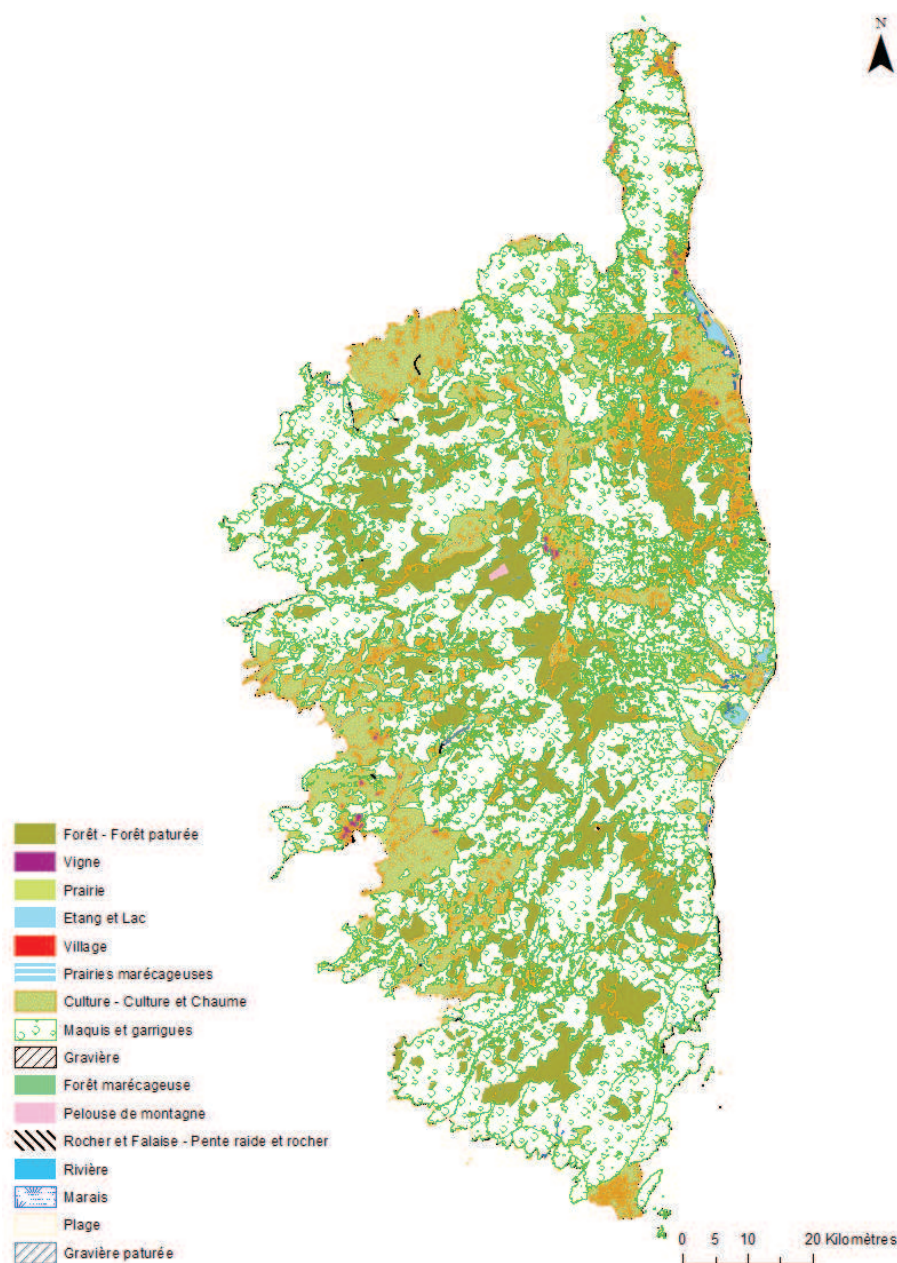 N
Forêt - Forêt paturée
Vigne
Prairie
Etang et Lac
Village
Prairies marécageuses
Culture - Culture et Chaume
Maquis et garrigues
Gravière
Forêt marécageuse
Pelouse de montagne
Rocher et Falaise - Pente raide et rocher
Rivière
Marais
Plage
Gravière paturée
0 5 10 20 Kilomètres